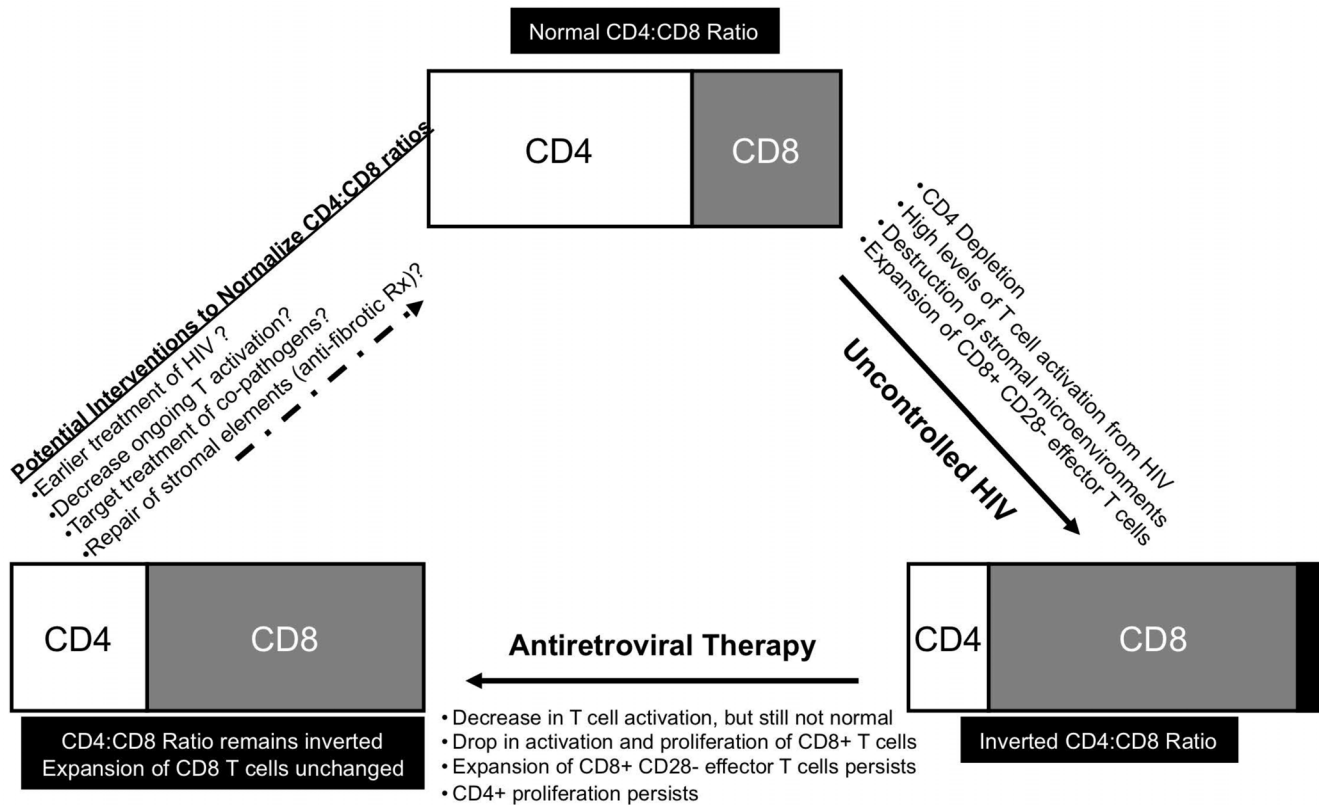 Normal CD4:CD8 Ratio
CD4
CD8
•CD4 Depletion
•High levels of T cell activation from HIV
•Destruction of stromal microenvironments
•Expansion of CD8+ CD28- effector T cells
Uncontrolled HIV
CD4
CD8
Inverted CD4:CD8 Ratio
Antiretroviral Therapy
• Decrease in T cell activation, but still not normal
• Drop in activation and proliferation of CD8+ T cells
• Expansion of CD8+ CD28- effector T cells persists
• CD4+ proliferation persists
CD4
CD8
CD4:CD8 Ratio remains inverted
Expansion of CD8 T cells unchanged
Potential Interventions to Normalize CD4:CD8 ratios
•Earlier treatment of HIV ?
•Decrease ongoing T activation?
•Target treatment of co-pathogens?
•Repair of stromal elements (anti-fibrotic Rx)?